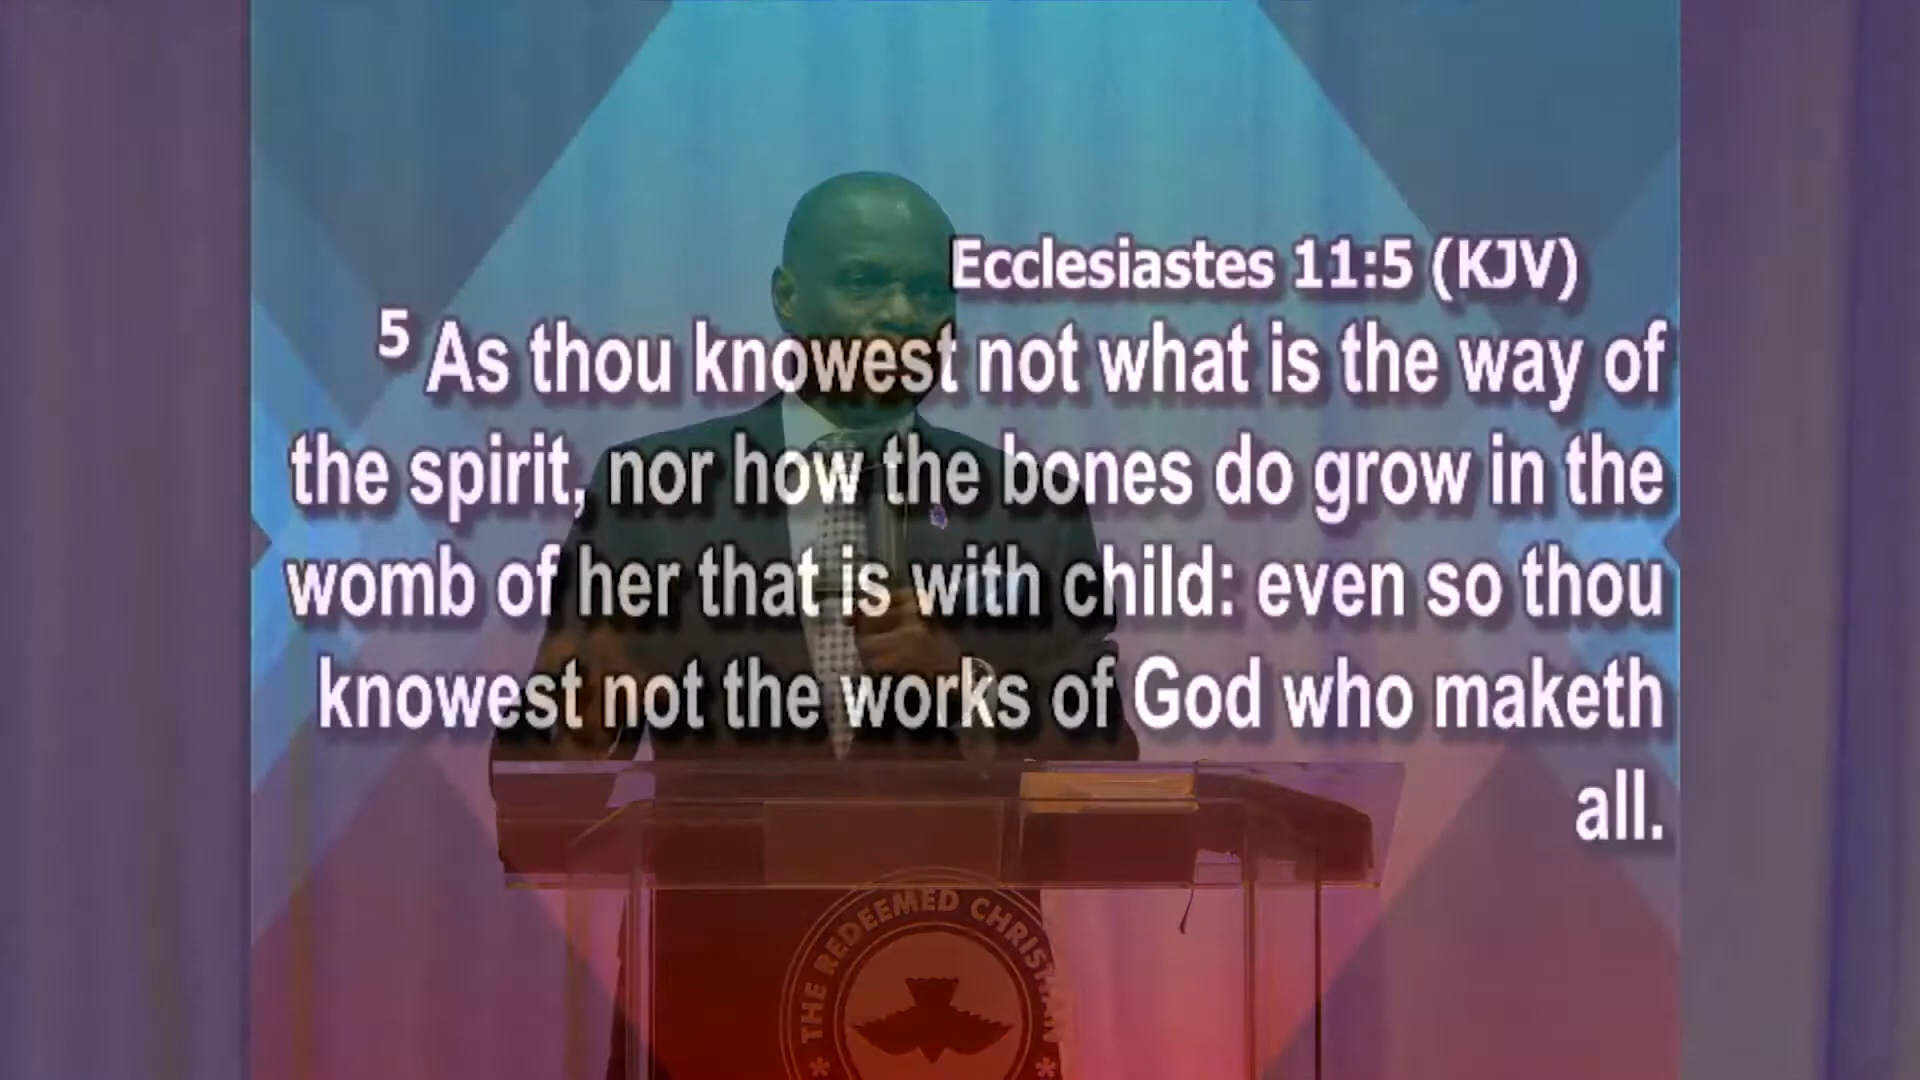 Ecclesiastes 11:5 (KJV)
5 As thou knowest not what is the way of
the spirit, nor how the bones do grow in the
womb of her that is with child: even so thou
knowest not the works of God who maketh
all.
* THE REDEEMED CHRISTIAN *